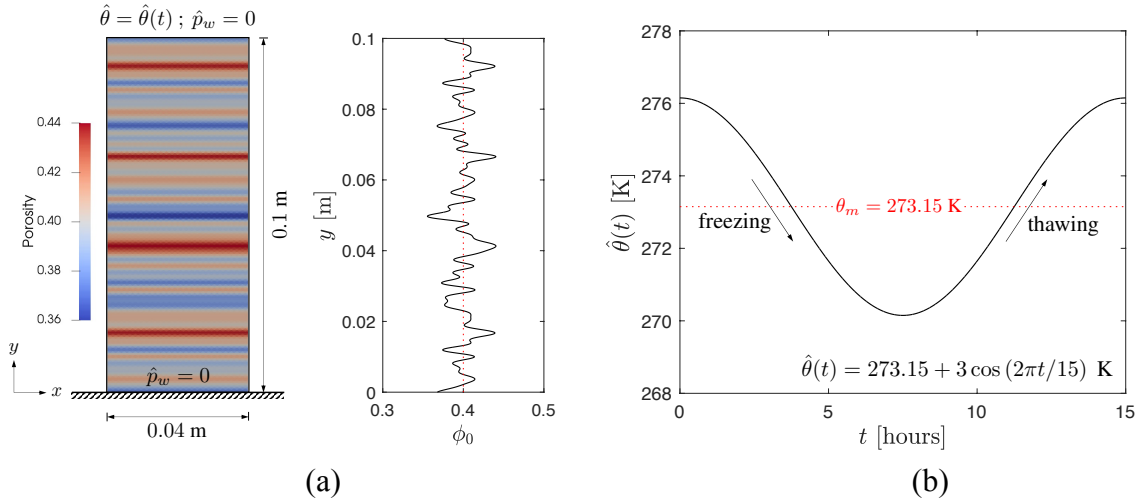 θ̂ = θ̂(t) ; p̂_w = 0
0.44
0.42
0.40
0.38
0.36
Porosity
0.1 m
p̂_w = 0
y
x
0.04 m
0.1
0.08
0.06
0.04
0.02
0
y [m]
0.3
0.4
0.5
ϕ_0
(a)
278
276
274
272
270
268
θ̂(t) [K]
θ_m = 273.15 K
freezing
thawing
θ̂(t) = 273.15 + 3 cos (2πt/15) K
0
5
10
15
t [hours]
(b)